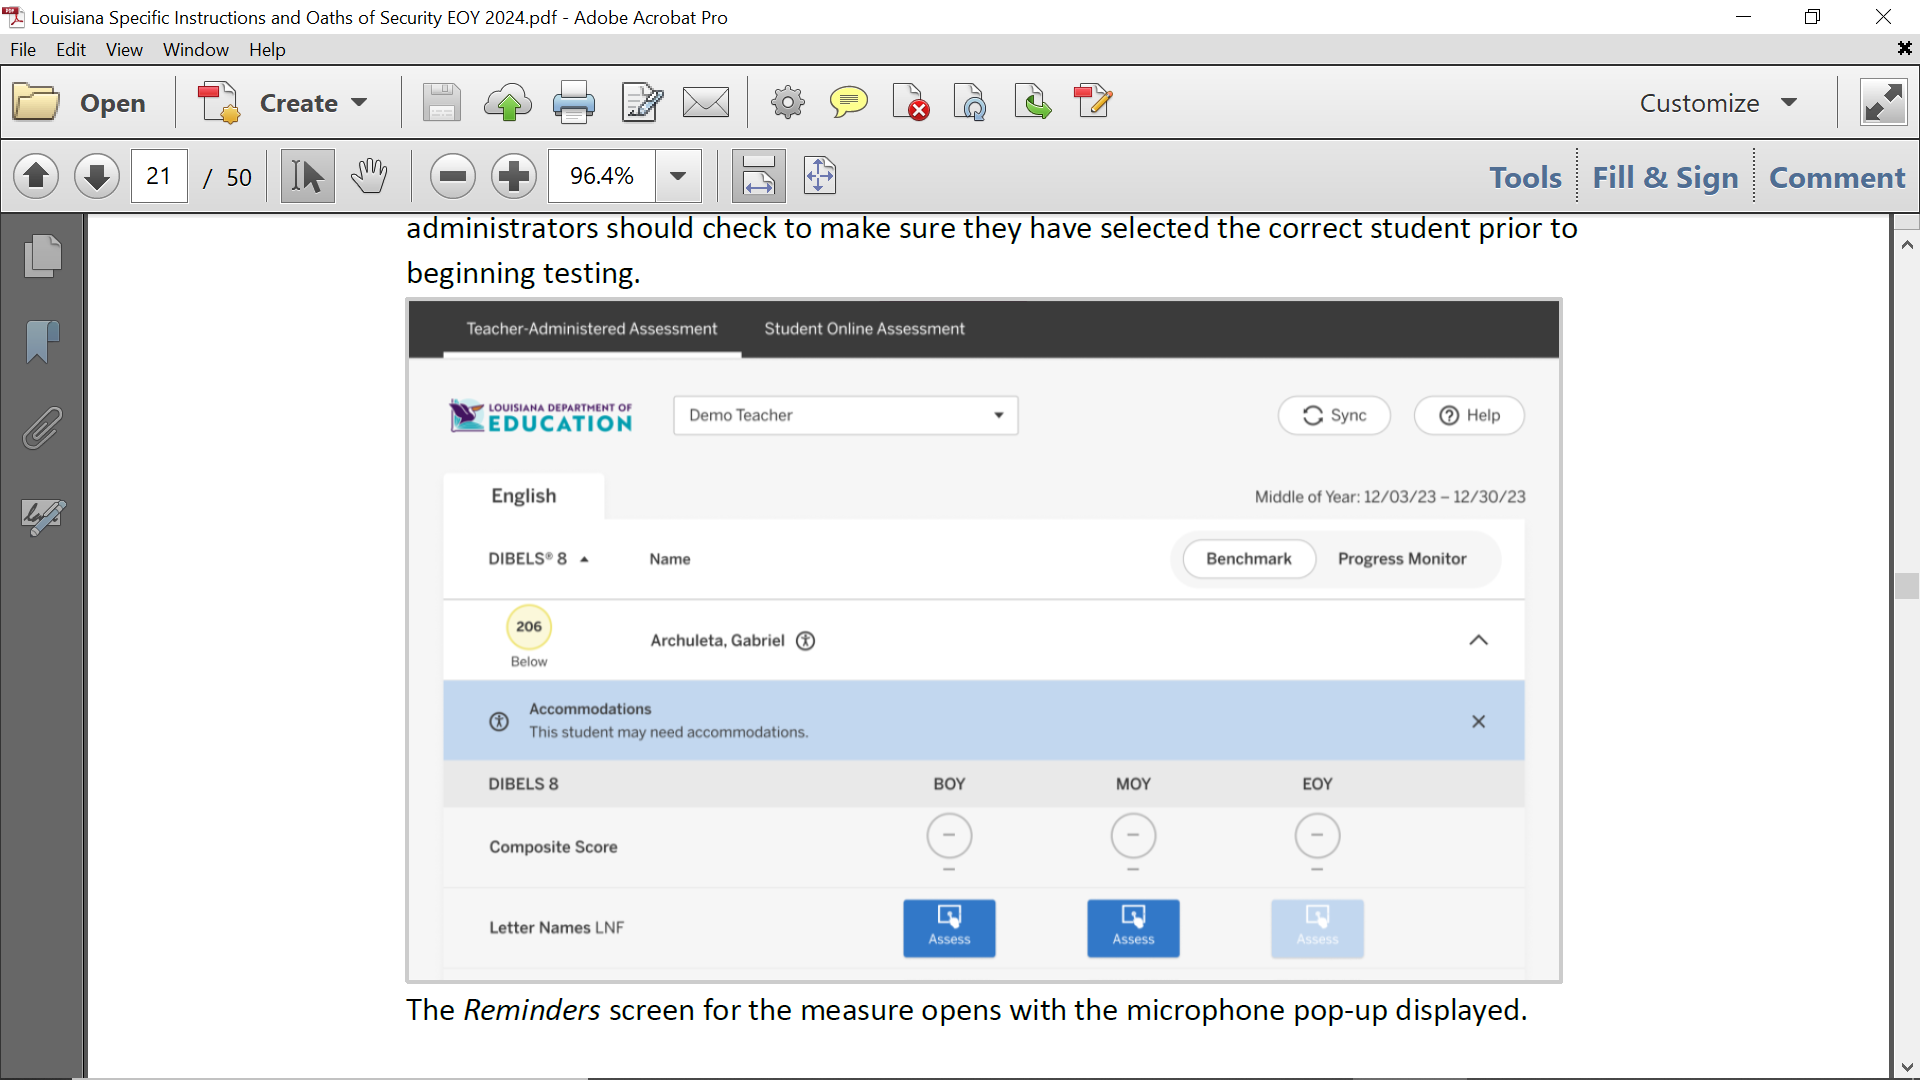 Louisiana Specific Instructions and Oaths of Security EOY 2024.pdf - Adobe Acrobat Pro
File Edit View Window Help
Open Create Customize
21 / 50 96.4% Tools Fill & Sign Comment
administrators should check to make sure they have selected the correct student prior to
beginning testing.
Teacher-Administered Assessment Student Online Assessment
LOUISIANA DEPARTMENT OF
EDUCATION
Demo Teacher Sync Help
English Middle of Year: 12/03/23 – 12/30/23
DIBELS® 8 Name Benchmark Progress Monitor
206
Below
Archuleta, Gabriel
Accommodations
This student may need accommodations.
DIBELS 8 BOY MOY EOY
Composite Score
Letter Names LNF
Assess Assess Assess
The Reminders screen for the measure opens with the microphone pop-up displayed.